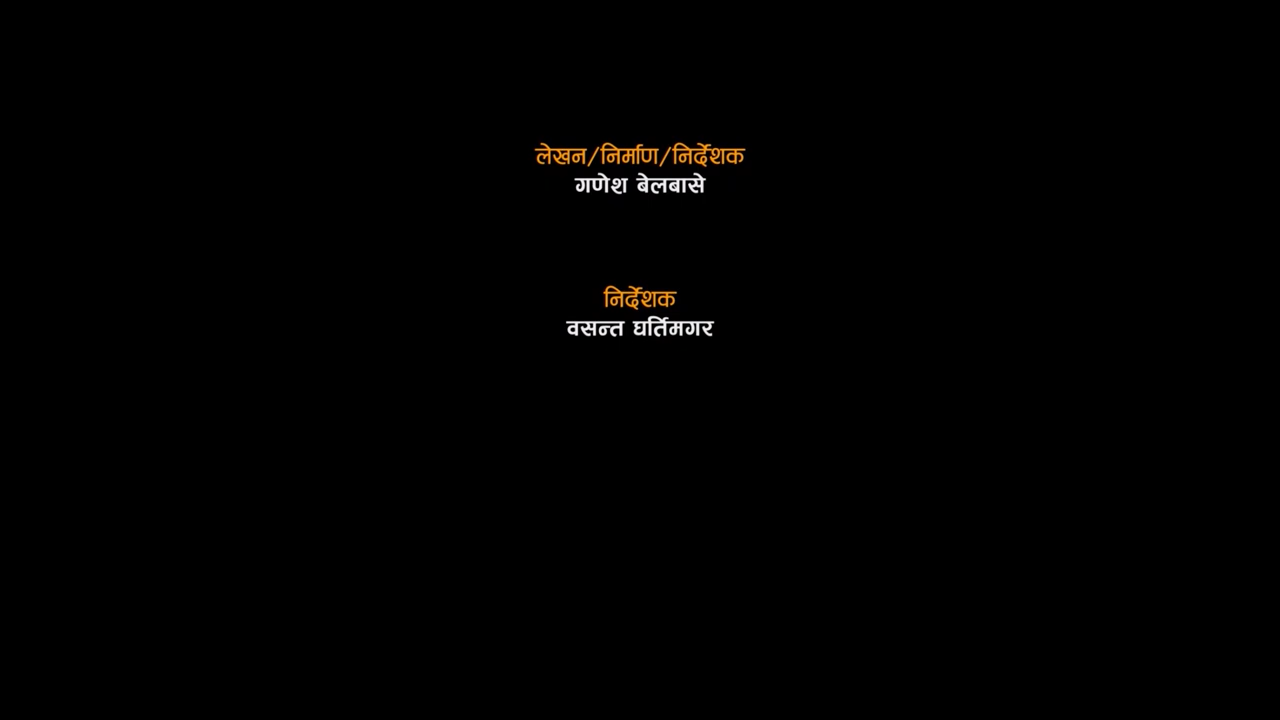 लेखन/निर्माण/निर्देशक
गणेश बेलबासे
निर्देशक
वसन्त घर्तिमगर